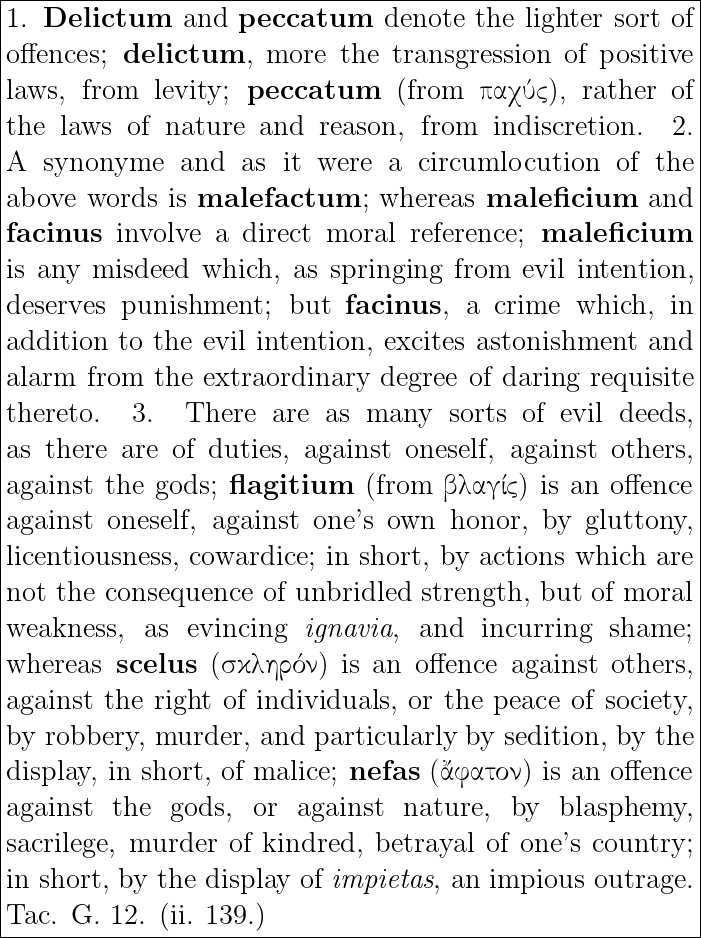 1. Delictum and peccatum denote the lighter sort of
offences; delictum, more the transgression of positive
laws, from levity; peccatum (from παχύς), rather of
the laws of nature and reason, from indiscretion. 2.
A synonyme and as it were a circumlocution of the
above words is malefactum; whereas maleficium and
facinus involve a direct moral reference; maleficium
is any misdeed which, as springing from evil intention,
deserves punishment; but facinus, a crime which, in
addition to the evil intention, excites astonishment and
alarm from the extraordinary degree of daring requisite
thereto. 3. There are as many sorts of evil deeds,
as there are of duties, against oneself, against others,
against the gods; flagitium (from βλαγίς) is an offence
against oneself, against one's own honor, by gluttony,
licentiousness, cowardice; in short, by actions which are
not the consequence of unbridled strength, but of moral
weakness, as evincing ignavia, and incurring shame;
whereas scelus (σκληρόν) is an offence against others,
against the right of individuals, or the peace of society,
by robbery, murder, and particularly by sedition, by the
display, in short, of malice; nefas (ἄφατον) is an offence
against the gods, or against nature, by blasphemy,
sacrilege, murder of kindred, betrayal of one's country;
in short, by the display of impietas, an impious outrage.
Tac. G. 12. (ii. 139.)